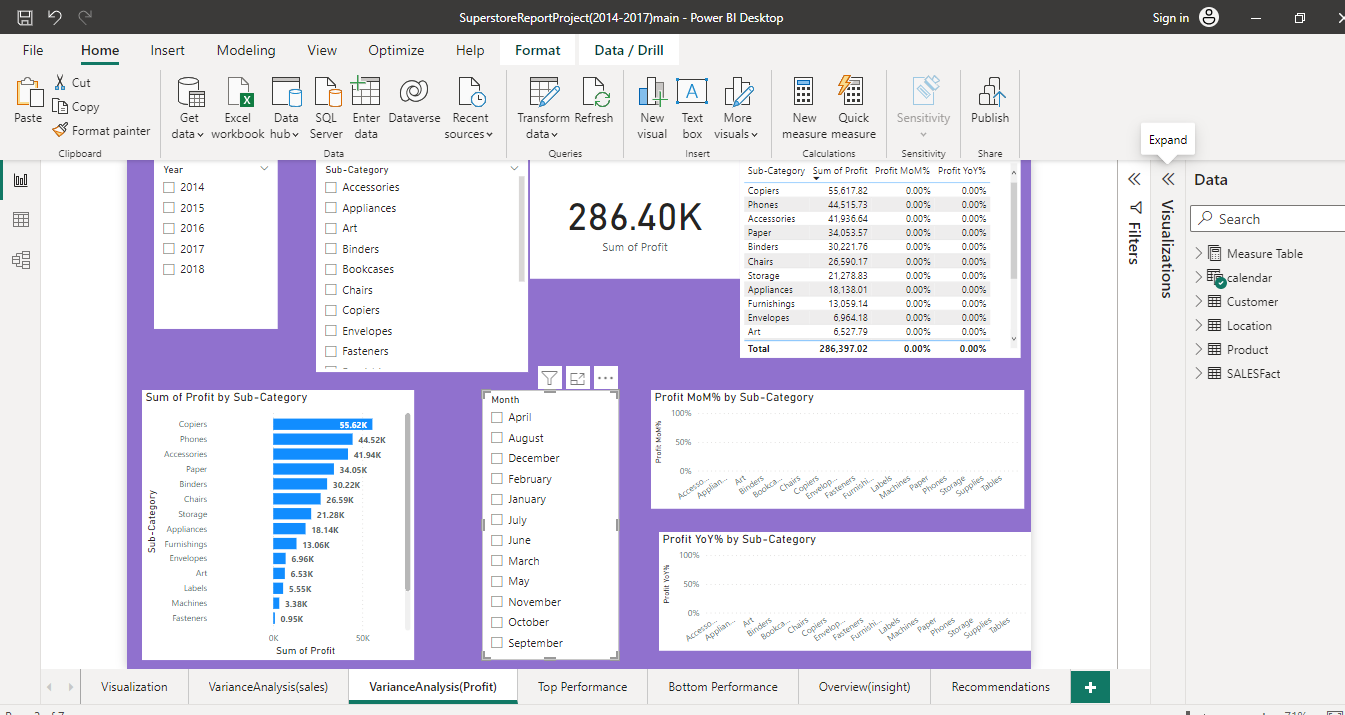 SuperstoreReportProject(2014-2017)main - Power BI Desktop
Sign in
File Home Insert Modeling View Optimize Help Format Data / Drill
Paste
Cut
Copy
Format painter
Clipboard
Get data
Excel workbook
Data hub
SQL Server
Enter data
Dataverse
Recent sources
Data
Transform data
Refresh
Queries
New visual
Text box
More visuals
Insert
New measure
Quick measure
Calculations
Sensitivity
Sensitivity
Publish
Share
Expand
Year
2014
2015
2016
2017
2018
Sub-Category
Accessories
Appliances
Art
Binders
Bookcases
Chairs
Copiers
Envelopes
Fasteners
286.40K
Sum of Profit
Sub-Category Sum of Profit Profit MoM% Profit YoY%
Copiers 55,617.82 0.00% 0.00%
Phones 44,515.73 0.00% 0.00%
Accessories 41,936.64 0.00% 0.00%
Paper 34,053.57 0.00% 0.00%
Binders 30,221.76 0.00% 0.00%
Chairs 26,590.17 0.00% 0.00%
Storage 21,278.83 0.00% 0.00%
Appliances 18,138.01 0.00% 0.00%
Furnishings 13,059.14 0.00% 0.00%
Envelopes 6,964.18 0.00% 0.00%
Art 6,527.79 0.00% 0.00%
Total 286,397.02 0.00% 0.00%
Sum of Profit by Sub-Category
Sub-Category
Copiers 55.62K
Phones 44.52K
Accessories 41.94K
Paper 34.05K
Binders 30.22K
Chairs 26.59K
Storage 21.28K
Appliances 18.14K
Furnishings 13.06K
Envelopes 6.96K
Art 6.53K
Labels 5.55K
Machines 3.38K
Fasteners 0.95K
0K 50K
Sum of Profit
Month
April
August
December
February
January
July
June
March
May
November
October
September
Profit MoM% by Sub-Category
Profit MoM%
100%
50%
0%
Accesso... Applian... Art Binders Bookca... Chairs Copiers Envelop... Fasteners Furnishi... Labels Machines Paper Phones Storage Supplies Tables
Profit YoY% by Sub-Category
Profit YoY%
100%
50%
0%
Accesso... Applian... Art Binders Bookca... Chairs Copiers Envelop... Fasteners Furnishi... Labels Machines Paper Phones Storage Supplies Tables
Filters
Visualizations
Data
Search
Measure Table
calendar
Customer
Location
Product
SALESFact
Visualization VarianceAnalysis(sales) VarianceAnalysis(Profit) Top Performance Bottom Performance Overview(insight) Recommendations